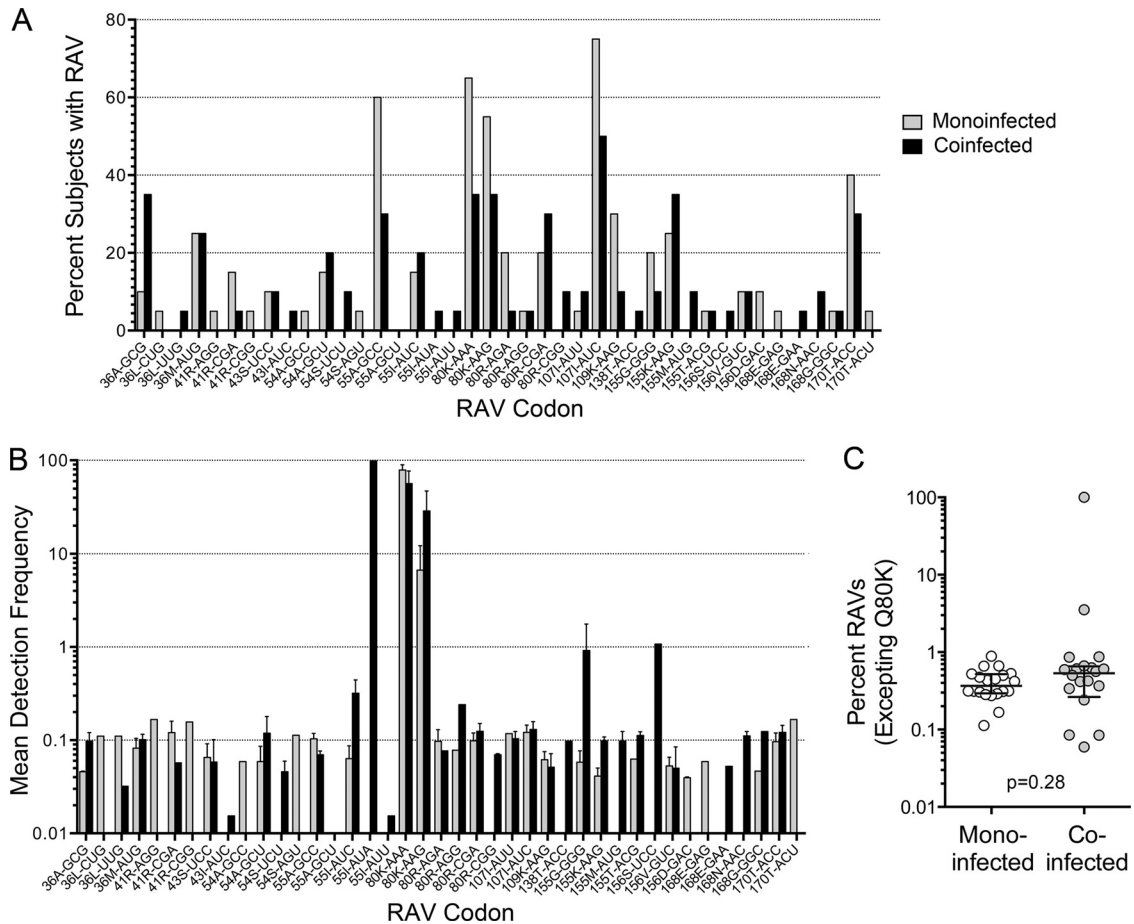 A
Percent Subjects with RAV
80
60
40
20
0
36A-GCG
36L-CUG
36L-UUG
36M-AUG
41R-AGG
41R-CGA
41R-CGG
43S-UCC
43I-AUC
54A-GCC
54A-GCU
54S-UCU
54S-AGU
55A-GCC
55A-GCU
55I-AUC
55I-AUA
55I-AUU
80K-AAA
80K-AAG
80R-AGA
80R-AGG
80R-CGA
80R-CGG
107I-AUU
107I-AUC
109K-AAG
138T-ACC
155G-GGG
155K-AAG
155M-AUG
155T-ACG
156S-UCC
156V-GUC
156D-GAC
168E-GAG
168E-GAA
168N-AAC
168G-GGC
170T-ACC
170T-ACU
RAV Codon
Monoinfected
Coinfected
B
Mean Detection Frequency
100
10
1
0.1
0.01
36A-GCG
36L-CUG
36L-UUG
36M-AUG
41R-AGG
41R-CGA
41R-CGG
43S-UCC
43I-AUC
54A-GCC
54A-GCU
54S-UCU
54S-AGU
55A-GCC
55A-GCU
55I-AUC
55I-AUA
55I-AUU
80K-AAA
80K-AAG
80R-AGA
80R-AGG
80R-CGA
80R-CGG
107I-AUU
107I-AUC
109K-AAG
138T-ACC
155G-GGG
155K-AAG
155M-AUG
155T-ACG
156S-UCC
156V-GUC
156D-GAC
168E-GAG
168E-GAA
168N-AAC
168G-GGC
170T-ACC
170T-ACU
RAV Codon
C
Percent RAVs
(Excepting Q80K)
100
10
1
0.1
0.01
p=0.28
Mono-
infected
Co-
infected